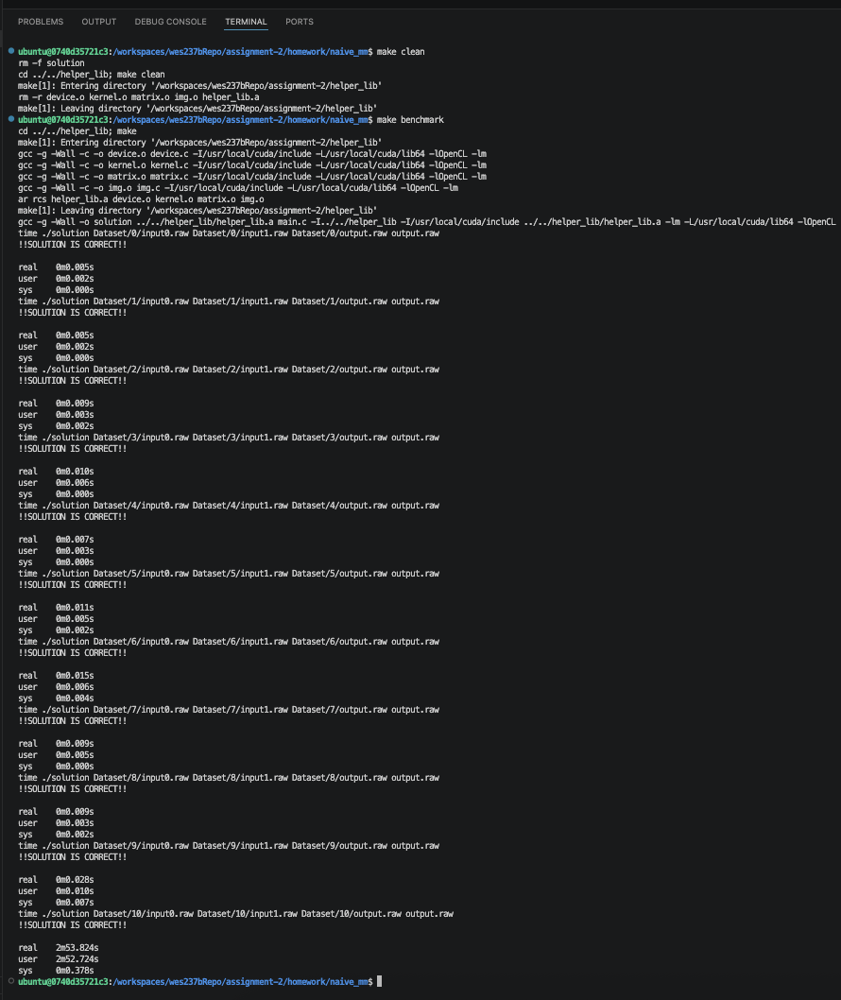 PROBLEMS OUTPUT DEBUG CONSOLE TERMINAL PORTS
ubuntu@0740d35721c3:/workspaces/wes237bRepo/assignment-2/homework/naive_mm$ make clean
rm -f solution
cd ../../helper_lib; make clean
make[1]: Entering directory '/workspaces/wes237bRepo/assignment-2/helper_lib'
rm -r device.o kernel.o matrix.o img.o helper_lib.a
make[1]: Leaving directory '/workspaces/wes237bRepo/assignment-2/helper_lib'
ubuntu@0740d35721c3:/workspaces/wes237bRepo/assignment-2/homework/naive_mm$ make benchmark
cd ../../helper_lib; make
make[1]: Entering directory '/workspaces/wes237bRepo/assignment-2/helper_lib'
gcc -g -Wall -c -o device.o device.c -I/usr/local/cuda/include -L/usr/local/cuda/lib64 -lOpenCL -lm
gcc -g -Wall -c -o kernel.o kernel.c -I/usr/local/cuda/include -L/usr/local/cuda/lib64 -lOpenCL -lm
gcc -g -Wall -c -o matrix.o matrix.c -I/usr/local/cuda/include -L/usr/local/cuda/lib64 -lOpenCL -lm
gcc -g -Wall -c -o img.o img.c -I/usr/local/cuda/include -L/usr/local/cuda/lib64 -lOpenCL -lm
ar rcs helper_lib.a device.o kernel.o matrix.o img.o
make[1]: Leaving directory '/workspaces/wes237bRepo/assignment-2/helper_lib'
gcc -g -Wall -o solution ../../helper_lib/helper_lib.a main.c -I../../helper_lib -I/usr/local/cuda/include ../../helper_lib/helper_lib.a -lm -L/usr/local/cuda/lib64 -lOpenCL
time ./solution Dataset/0/input0.raw Dataset/0/input1.raw Dataset/0/output.raw output.raw
!!SOLUTION IS CORRECT!!
real 0m0.005s
user 0m0.002s
sys 0m0.000s
time ./solution Dataset/1/input0.raw Dataset/1/input1.raw Dataset/1/output.raw output.raw
!!SOLUTION IS CORRECT!!
real 0m0.005s
user 0m0.002s
sys 0m0.000s
time ./solution Dataset/2/input0.raw Dataset/2/input1.raw Dataset/2/output.raw output.raw
!!SOLUTION IS CORRECT!!
real 0m0.009s
user 0m0.003s
sys 0m0.002s
time ./solution Dataset/3/input0.raw Dataset/3/input1.raw Dataset/3/output.raw output.raw
!!SOLUTION IS CORRECT!!
real 0m0.010s
user 0m0.006s
sys 0m0.000s
time ./solution Dataset/4/input0.raw Dataset/4/input1.raw Dataset/4/output.raw output.raw
!!SOLUTION IS CORRECT!!
real 0m0.007s
user 0m0.003s
sys 0m0.000s
time ./solution Dataset/5/input0.raw Dataset/5/input1.raw Dataset/5/output.raw output.raw
!!SOLUTION IS CORRECT!!
real 0m0.011s
user 0m0.005s
sys 0m0.002s
time ./solution Dataset/6/input0.raw Dataset/6/input1.raw Dataset/6/output.raw output.raw
!!SOLUTION IS CORRECT!!
real 0m0.015s
user 0m0.006s
sys 0m0.004s
time ./solution Dataset/7/input0.raw Dataset/7/input1.raw Dataset/7/output.raw output.raw
!!SOLUTION IS CORRECT!!
real 0m0.009s
user 0m0.005s
sys 0m0.000s
time ./solution Dataset/8/input0.raw Dataset/8/input1.raw Dataset/8/output.raw output.raw
!!SOLUTION IS CORRECT!!
real 0m0.009s
user 0m0.003s
sys 0m0.002s
time ./solution Dataset/9/input0.raw Dataset/9/input1.raw Dataset/9/output.raw output.raw
!!SOLUTION IS CORRECT!!
real 0m0.028s
user 0m0.010s
sys 0m0.007s
time ./solution Dataset/10/input0.raw Dataset/10/input1.raw Dataset/10/output.raw output.raw
!!SOLUTION IS CORRECT!!
real 2m53.824s
user 2m52.724s
sys 0m0.378s
ubuntu@0740d35721c3:/workspaces/wes237bRepo/assignment-2/homework/naive_mm$